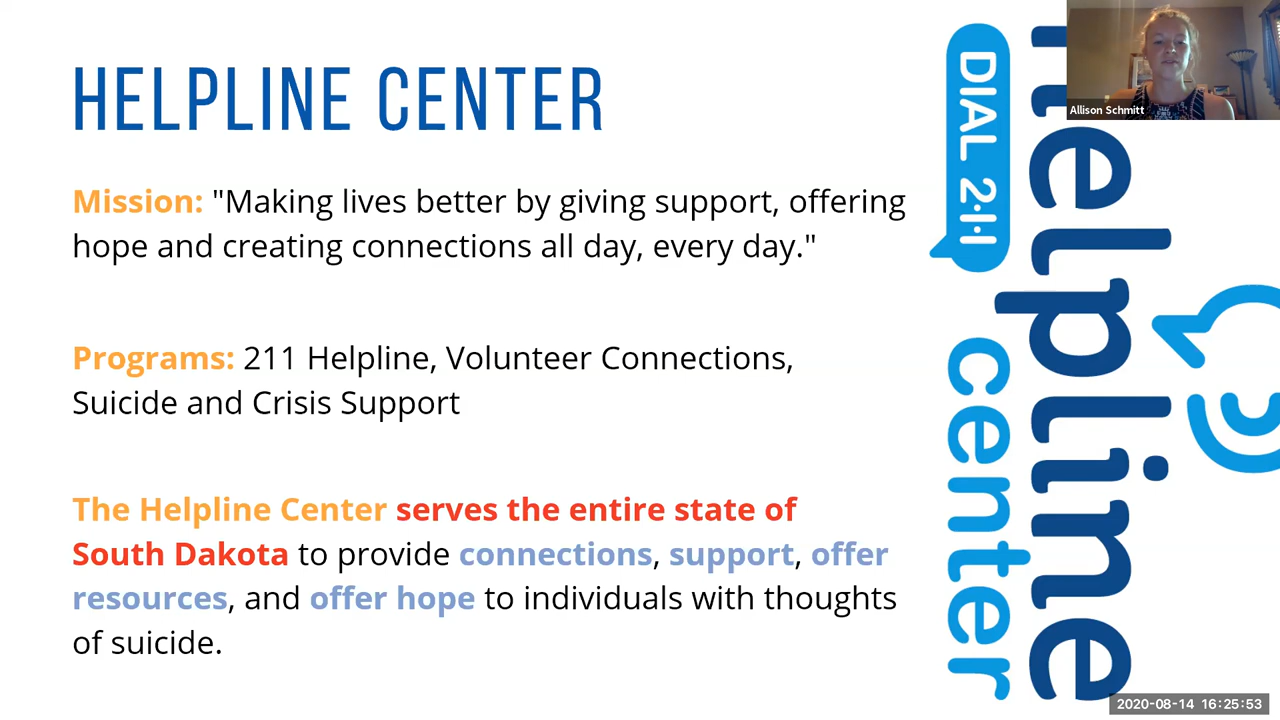 HELPLINE CENTER
Mission: "Making lives better by giving support, offering
hope and creating connections all day, every day."
Programs: 211 Helpline, Volunteer Connections,
Suicide and Crisis Support
The Helpline Center serves the entire state of
South Dakota to provide connections, support, offer
resources, and offer hope to individuals with thoughts
of suicide.
DIAL 2·1·1
helpline
center
Allison Schmitt
2020-08-14 16:25:53